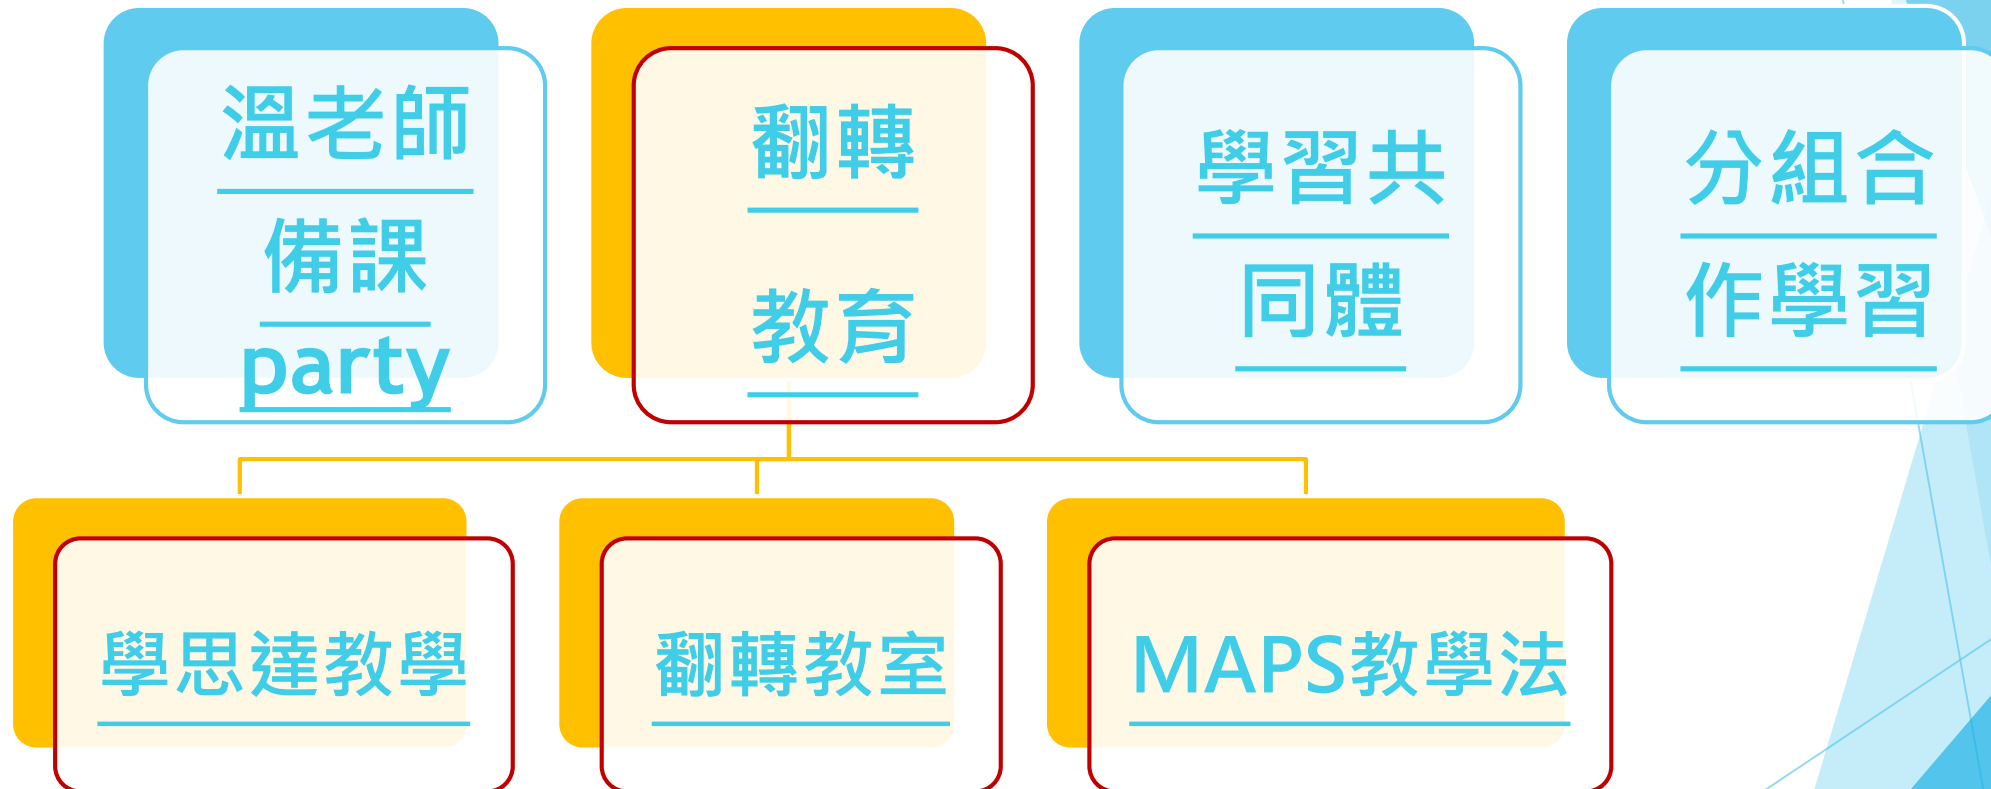 溫老師
備課
party
翻轉
教育
學習共
同體
分組合
作學習
學思達教學
翻轉教室
MAPS教學法